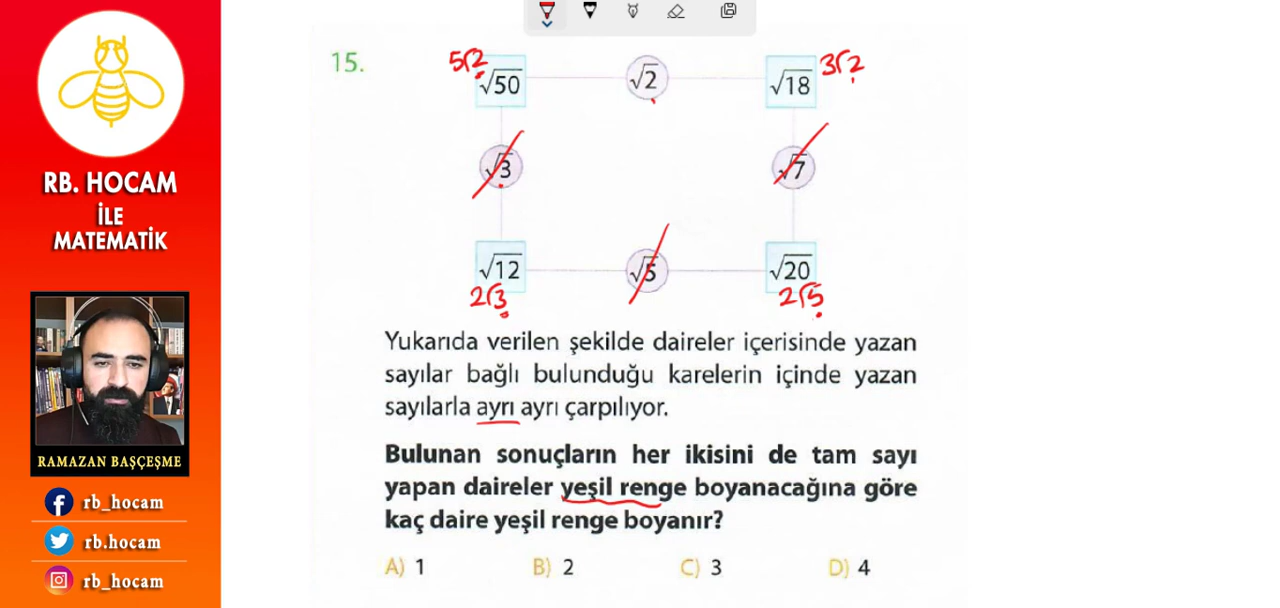 RB. HOCAM
İLE
MATEMATİK
RAMAZAN BAŞÇEŞME
rb_hocam
rb.hocam
rb_hocam
15.
5√2
√50
√2
√18
3√2
√3
√7
√12
√5
√20
2√3
2√5
Yukarıda verilen şekilde daireler içerisinde yazan
sayılar bağlı bulunduğu karelerin içinde yazan
sayılarla ayrı ayrı çarpılıyor.
Bulunan sonuçların her ikisini de tam sayı
yapan daireler yeşil renge boyanacağına göre
kaç daire yeşil renge boyanır?
A) 1 B) 2 C) 3 D) 4